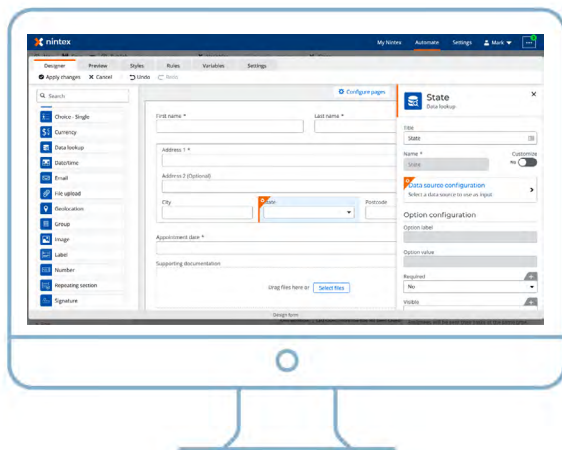 nintex
My Nintex Automate Settings Mark
Designer Preview Styles Rules Variables Settings
Apply changes Cancel Undo
Search
Choice - Single
Currency
Data lookup
Date/time
Email
File upload
Geolocation
Group
Image
Label
Number
Repeating section
Signature
Configure pages
First name * Last name *
Address 1 *
Address 2 (Optional)
City State Postcode
Appointment date *
Supporting documentation
Drag files here or Select files
Design form
State
Data lookup
Title
State
Name * Customize
State No
Data source configuration
Select a data source to use as input
Option configuration
Option label
Option value
Required
No
Visible